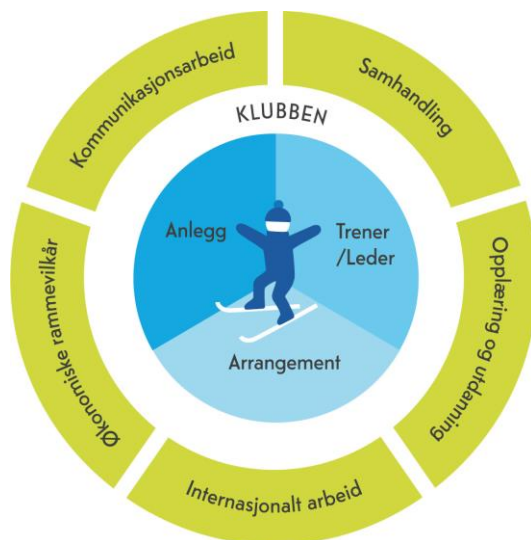 Kommunikasjonsarbeid
Samhandling
KLUBBEN
Anlegg
Trener
/Leder
Arrangement
Økonomiske rammevilkår
Opplæring og utdanning
Internasjonalt arbeid